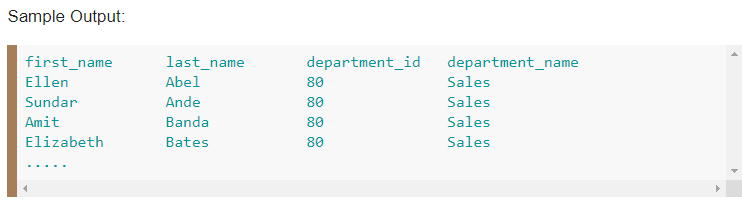 Sample Output:
first_name last_name department_id department_name
Ellen Abel 80 Sales
Sundar Ande 80 Sales
Amit Banda 80 Sales
Elizabeth Bates 80 Sales
.....